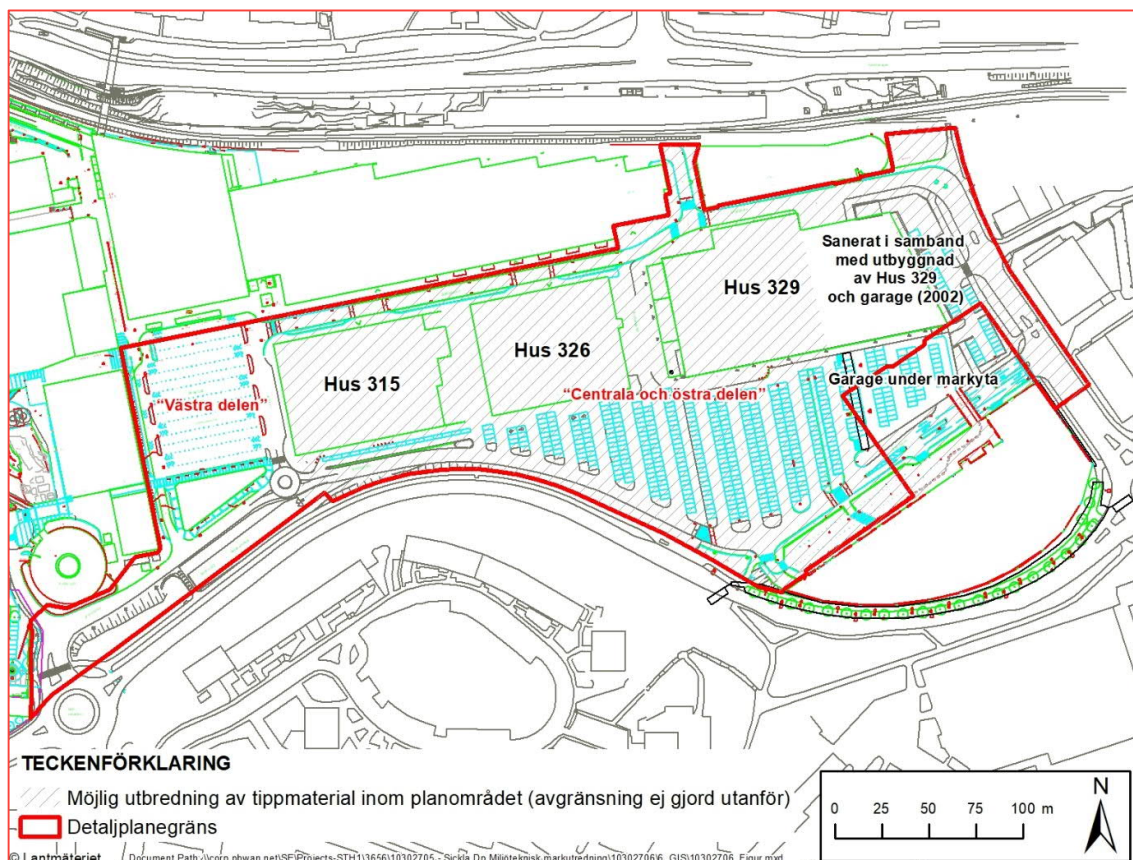 Sanerat i samband
med utbyggnad
av Hus 329
och garage (2002)
Hus 329
Hus 326
Hus 315
"Västra delen"
"Centrala och östra delen"
Garage under markyta
TECKENFÖRKLARING
Möjlig utbredning av tippmaterial inom planområdet (avgränsning ej gjord utanför)
Detaljplanegräns
N
0 25 50 75 100 m
© Lantmäteriet